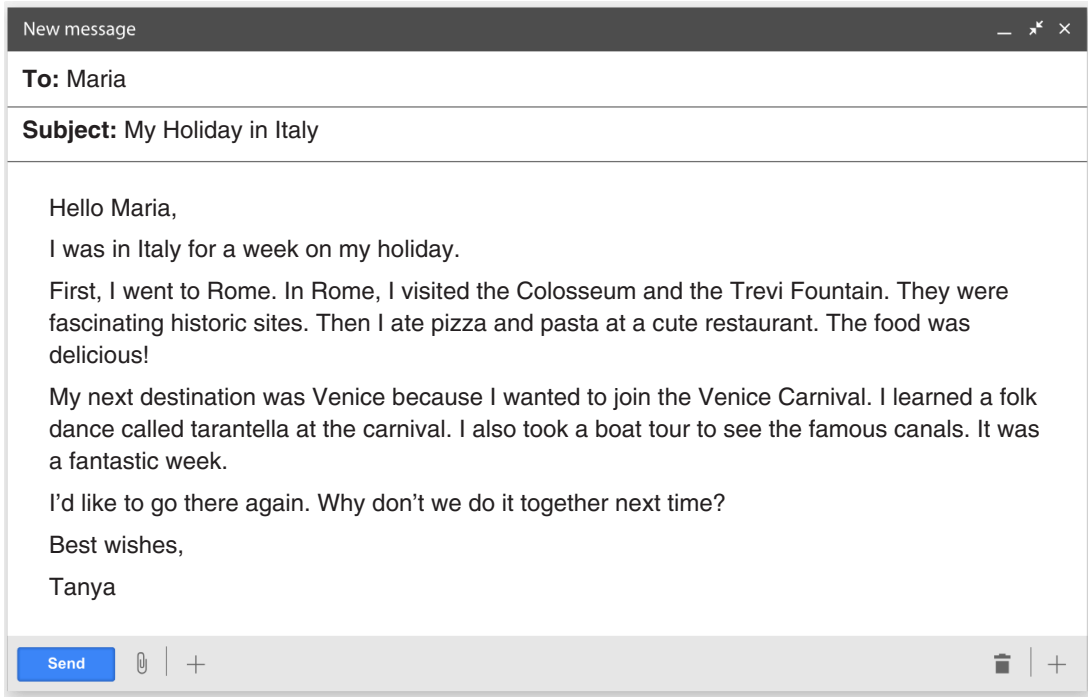 New message
To: Maria
Subject: My Holiday in Italy
Hello Maria,
I was in Italy for a week on my holiday.
First, I went to Rome. In Rome, I visited the Colosseum and the Trevi Fountain. They were
fascinating historic sites. Then I ate pizza and pasta at a cute restaurant. The food was
delicious!
My next destination was Venice because I wanted to join the Venice Carnival. I learned a folk
dance called tarantella at the carnival. I also took a boat tour to see the famous canals. It was
a fantastic week.
I’d like to go there again. Why don’t we do it together next time?
Best wishes,
Tanya
Send